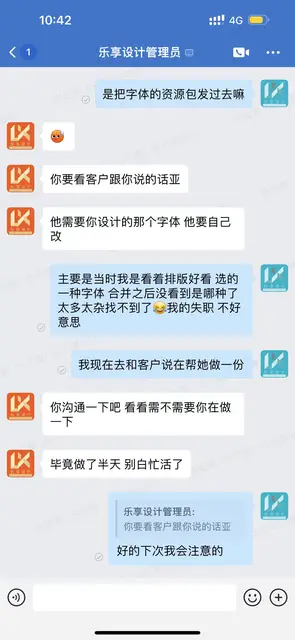 10:42
4G
1
乐享设计管理员
是把字体的资源包发过去嘛
你要看客户跟你说的话亚
他需要你设计的那个字体 他要自己
改
主要是当时我是看着排版好看 选的
一种字体 合并之后没看到是哪种了
太多太杂找不到了😂我的失职 不好
意思
我现在去和客户说在帮她做一份
你沟通一下吧 看看需不需要你在做
一下
毕竟做了半天 别白忙活了
乐享设计管理员:
你要看客户跟你说的话亚
好的下次我会注意的